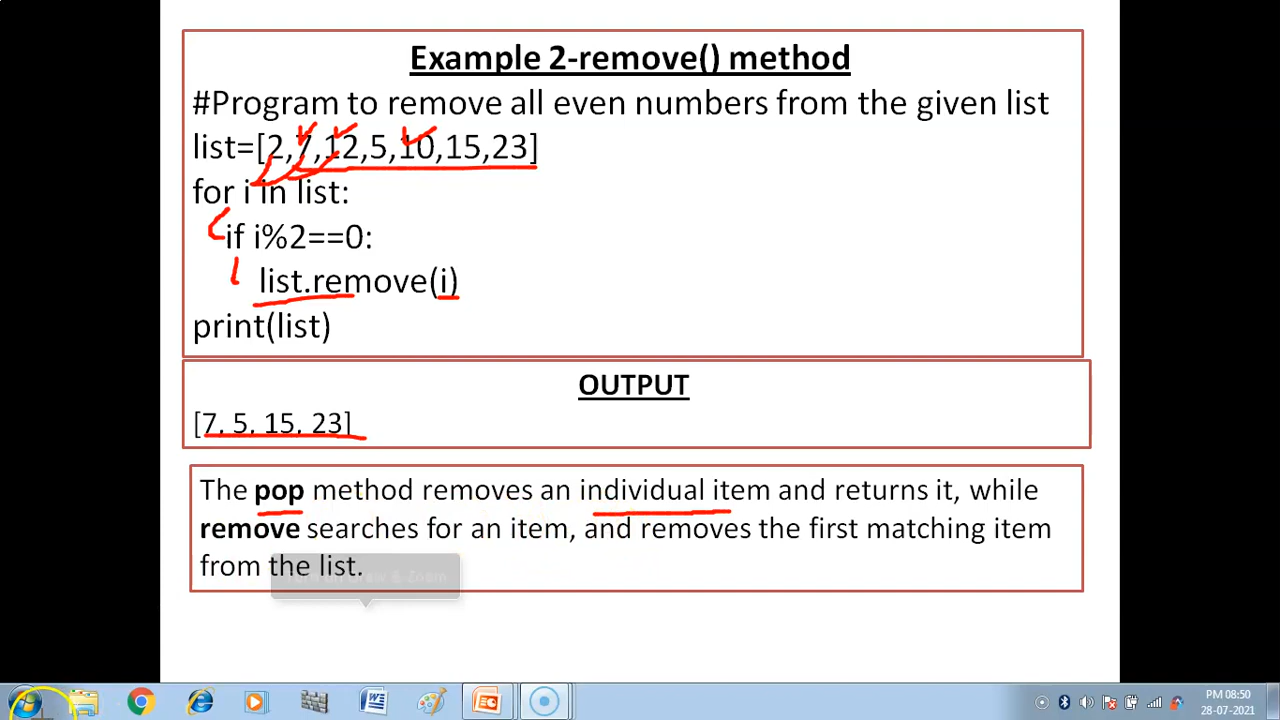 Example 2-remove() method
#Program to remove all even numbers from the given list
list=[2,7,12,5,10,15,23]
for i in list:
if i%2==0:
list.remove(i)
print(list)
OUTPUT
[7, 5, 15, 23]
The pop method removes an individual item and returns it, while
remove searches for an item, and removes the first matching item
from the list.
PM 08:50
28-07-2021